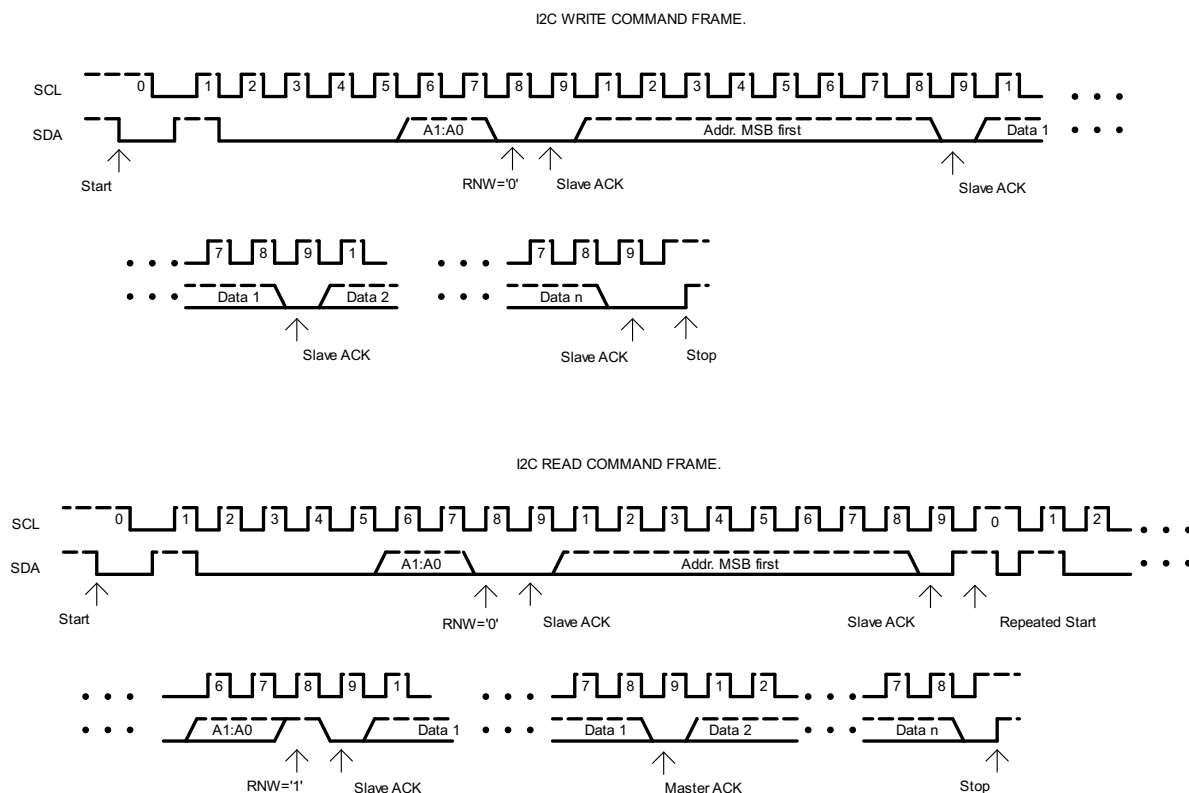 I2C WRITE COMMAND FRAME.
SCL 0 1 2 3 4 5 6 7 8 9 1 2 3 4 5 6 7 8 9 1
SDA A1:A0 Addr. MSB first Data 1
Start RNW='0' Slave ACK Slave ACK
7 8 9 1 7 8 9
Data 1 Data 2 Data n
Slave ACK Slave ACK Stop
I2C READ COMMAND FRAME.
SCL 0 1 2 3 4 5 6 7 8 9 1 2 3 4 5 6 7 8 9 0 1 2
SDA A1:A0 Addr. MSB first
Start RNW='0' Slave ACK Slave ACK Repeated Start
6 7 8 9 1 7 8 9 1 2 7 8
A1:A0 Data 1 Data 1 Data 2 Data n
RNW='1' Slave ACK Master ACK Stop